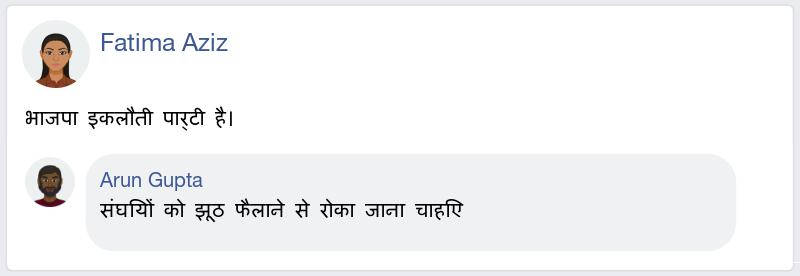 Fatima Aziz
भाजपा इकलौती पार्टी है।
Arun Gupta
संघियों को झूठ फैलाने से रोका जाना चाहिए